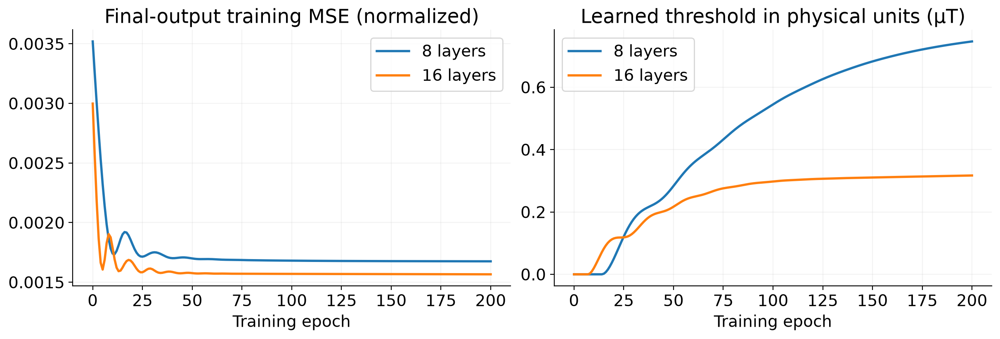 Final-output training MSE (normalized)
0.0035
0.0030
0.0025
0.0020
0.0015
8 layers
16 layers
0 25 50 75 100 125 150 175 200
Training epoch
Learned threshold in physical units (μT)
8 layers
16 layers
0.6
0.4
0.2
0.0
0 25 50 75 100 125 150 175 200
Training epoch